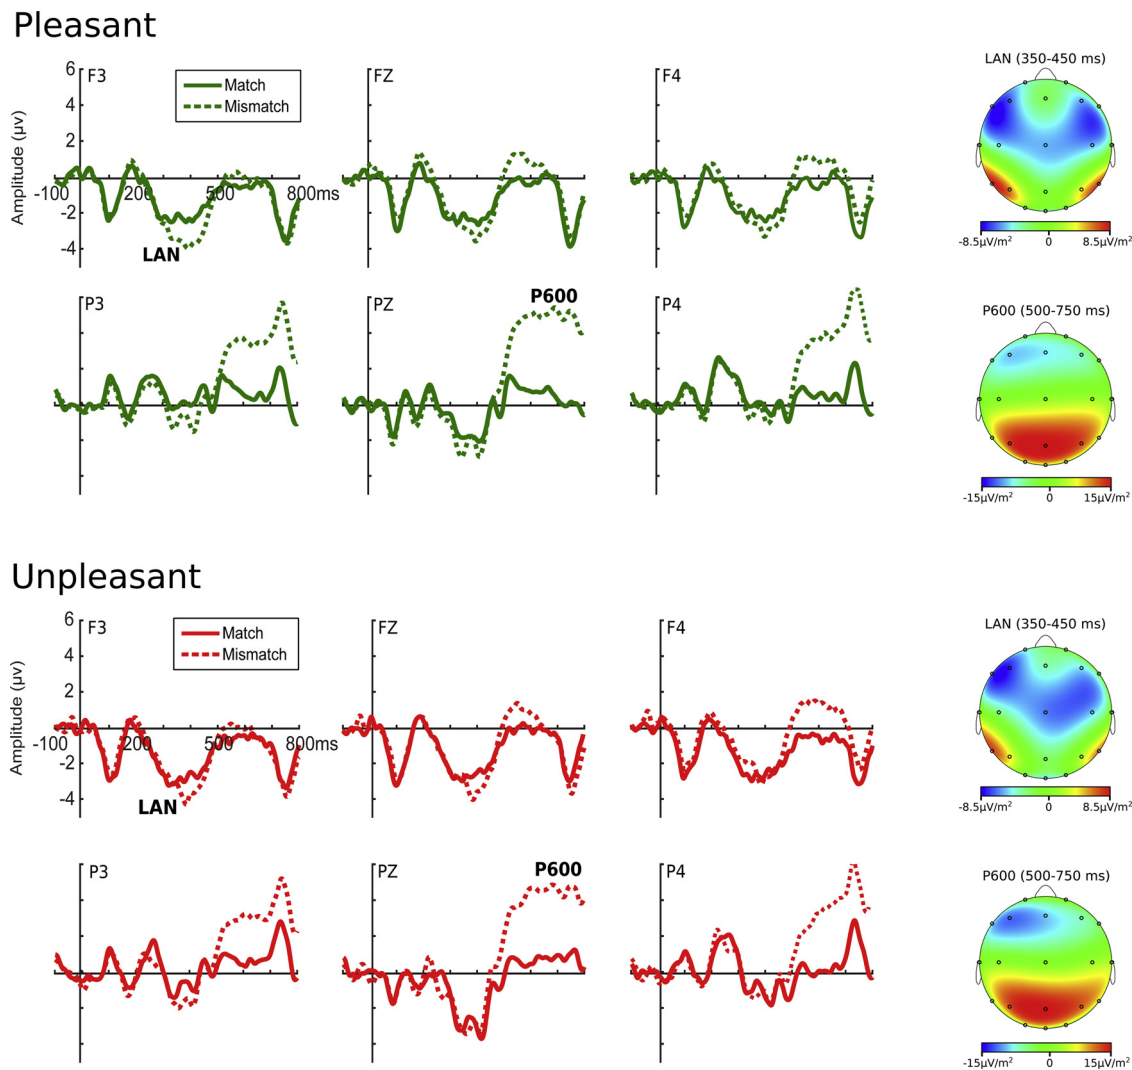 Pleasant
LAN (350-450 ms)
6
F3
FZ
F4
Match
Mismatch
4
2
0
-2
-4
Amplitude (μv)
-100
200
500
800ms
LAN
-8.5μV/m²
0
8.5μV/m²
P3
PZ
P600
P4
P600 (500-750 ms)
-15μV/m²
0
15μV/m²
Unpleasant
LAN (350-450 ms)
6
F3
FZ
F4
Match
Mismatch
4
2
0
-2
-4
Amplitude (μv)
-100
200
500
800ms
LAN
-8.5μV/m²
0
8.5μV/m²
P3
PZ
P600
P4
P600 (500-750 ms)
-15μV/m²
0
15μV/m²